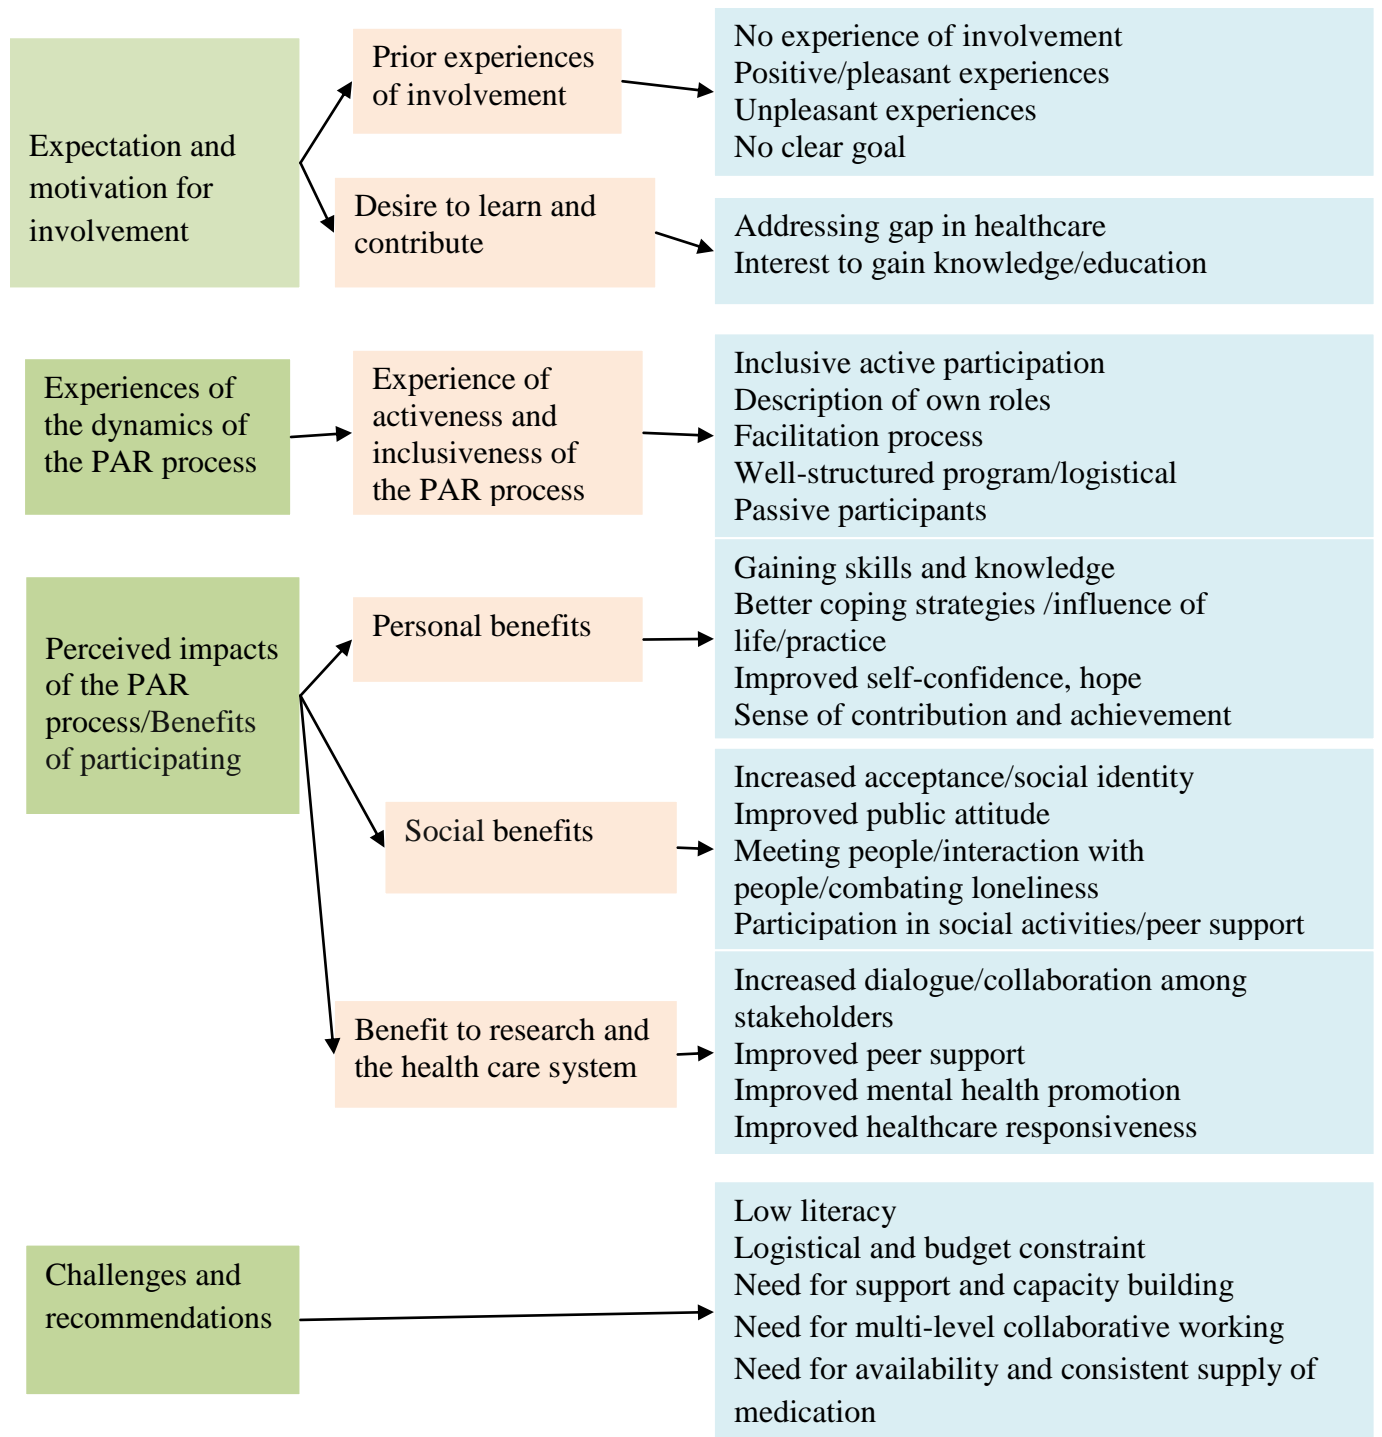 Expectation and
motivation for
involvement
Prior experiences
of involvement
No experience of involvement
Positive/pleasant experiences
Unpleasant experiences
No clear goal
Desire to learn and
contribute
Addressing gap in healthcare
Interest to gain knowledge/education
Experiences of
the dynamics of
the PAR process
Experience of
activeness and
inclusiveness of
the PAR process
Inclusive active participation
Description of own roles
Facilitation process
Well-structured program/logistical
Passive participants
Perceived impacts
of the PAR
process/Benefits
of participating
Personal benefits
Gaining skills and knowledge
Better coping strategies /influence of
life/practice
Improved self-confidence, hope
Sense of contribution and achievement
Social benefits
Increased acceptance/social identity
Improved public attitude
Meeting people/interaction with
people/combating loneliness
Participation in social activities/peer support
Benefit to research and
the health care system
Increased dialogue/collaboration among
stakeholders
Improved peer support
Improved mental health promotion
Improved healthcare responsiveness
Challenges and
recommendations
Low literacy
Logistical and budget constraint
Need for support and capacity building
Need for multi-level collaborative working
Need for availability and consistent supply of
medication